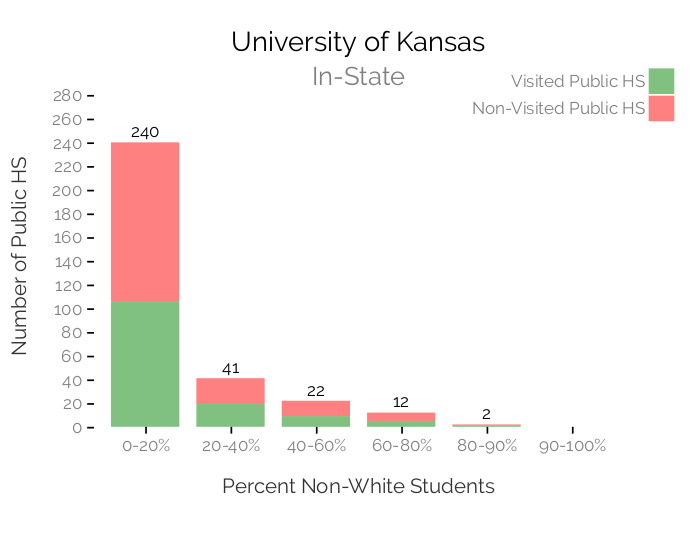 University of Kansas
In-State
Visited Public HS
Non-Visited Public HS
Number of Public HS
280
260
240
220
200
180
160
140
120
100
80
60
40
20
0
240
41
22
12
2
0-20% 20-40% 40-60% 60-80% 80-90% 90-100%
Percent Non-White Students